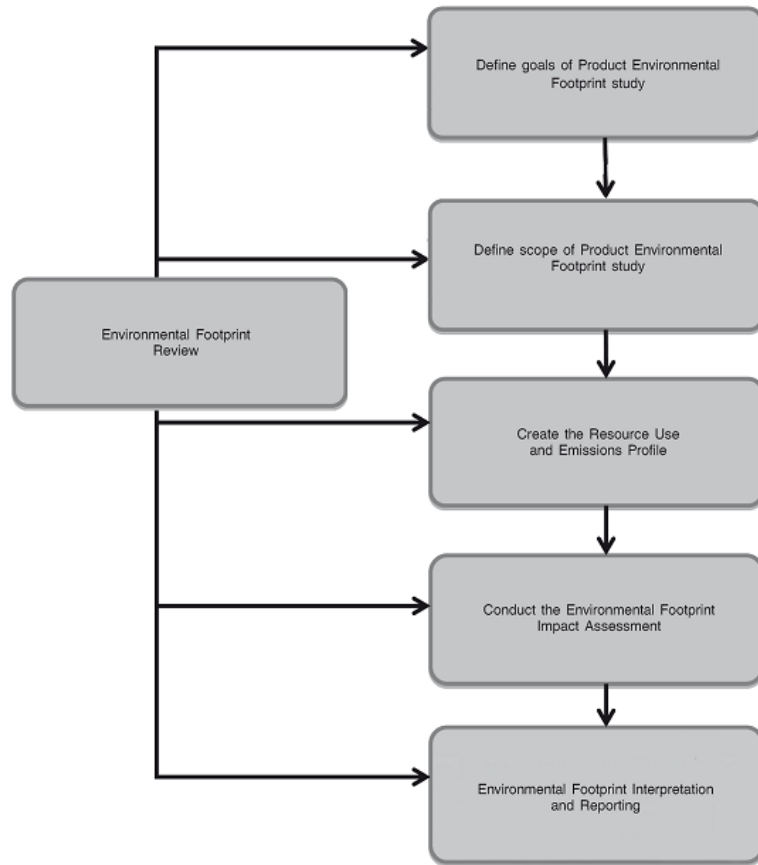 Define goals of Product Environmental
Footprint study
Define scope of Product Environmental
Footprint study
Environmental Footprint
Review
Create the Resource Use
and Emissions Profile
Conduct the Environmental Footprint
Impact Assessment
Environmental Footprint Interpretation
and Reporting